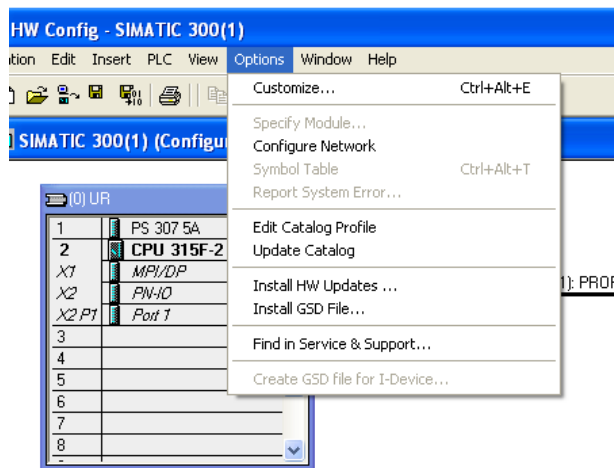 HW Config - SIMATIC 300(1)
tion Edit Insert PLC View Options Window Help
Customize... Ctrl+Alt+E
Specify Module...
SIMATIC 300(1) (Configu
Configure Network
Symbol Table Ctrl+Alt+T
Report System Error...
(0) UR
Edit Catalog Profile
1 PS 307 5A
2 CPU 315F-2
Update Catalog
X1 MPI/DP
Install HW Updates ...
1): PROF
X2 PN-IO
Install GSD File...
X2 P1 Port 1
3
Find in Service & Support...
4
5
Create GSD file for I-Device...
6
7
8